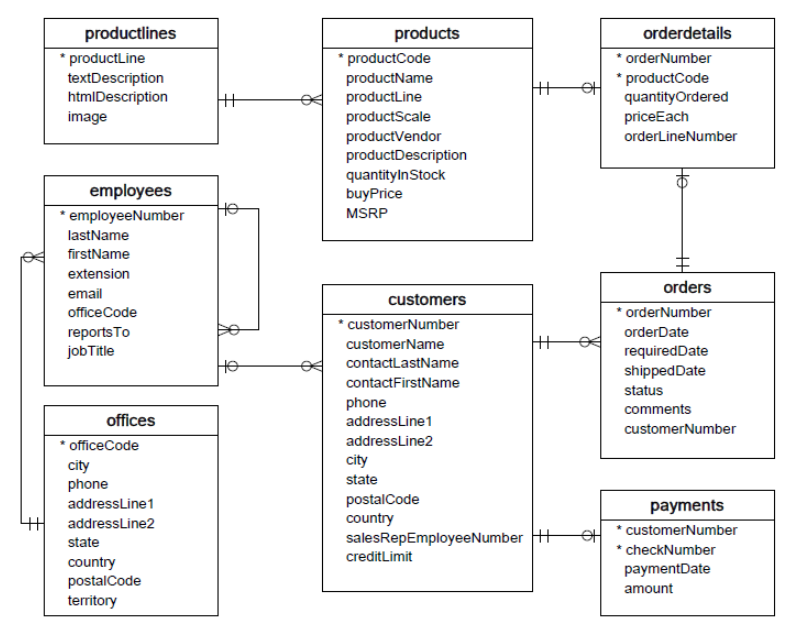 productlines
* productLine
textDescription
htmlDescription
image
products
* productCode
productName
productLine
productScale
productVendor
productDescription
quantityInStock
buyPrice
MSRP
orderdetails
* orderNumber
* productCode
quantityOrdered
priceEach
orderLineNumber
employees
* employeeNumber
lastName
firstName
extension
email
officeCode
reportsTo
jobTitle
customers
* customerNumber
customerName
contactLastName
contactFirstName
phone
addressLine1
addressLine2
city
state
postalCode
country
salesRepEmployeeNumber
creditLimit
orders
* orderNumber
orderDate
requiredDate
shippedDate
status
comments
customerNumber
offices
* officeCode
city
phone
addressLine1
addressLine2
state
country
postalCode
territory
payments
* customerNumber
* checkNumber
paymentDate
amount